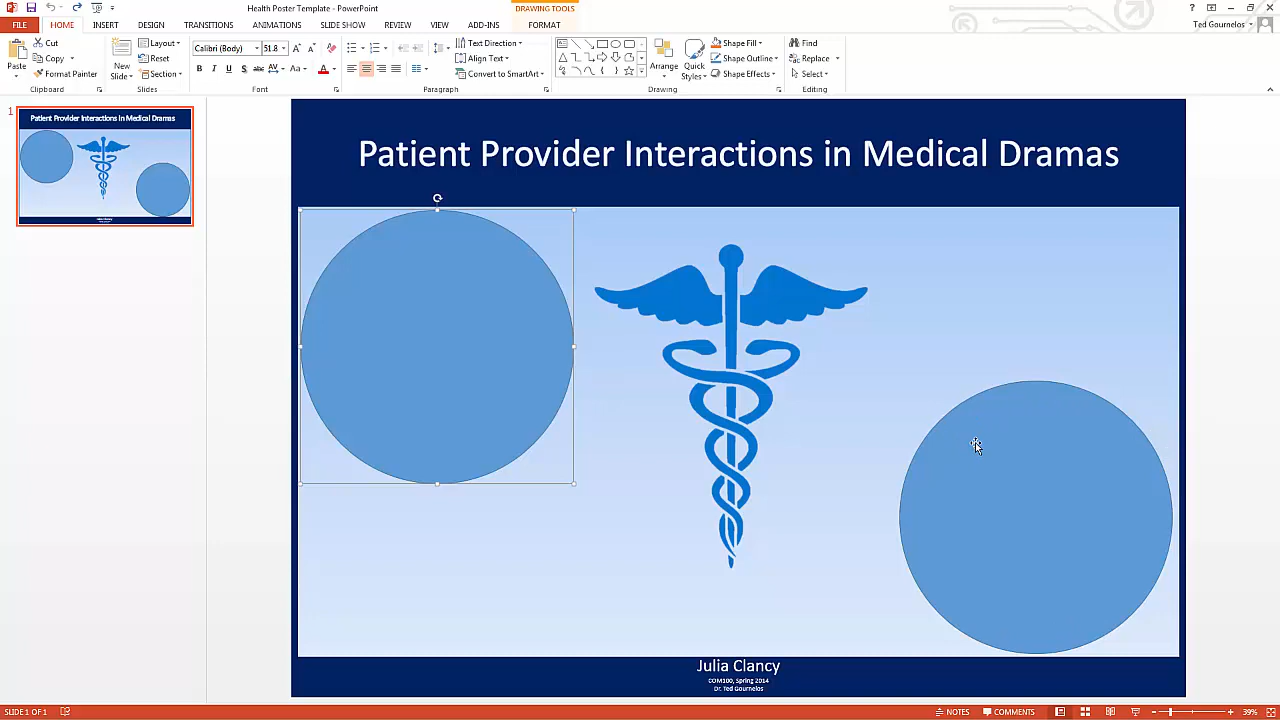 Health Poster Template - PowerPoint
DRAWING TOOLS
FILE
HOME
INSERT
DESIGN
TRANSITIONS
ANIMATIONS
SLIDE SHOW
REVIEW
VIEW
ADD-INS
FORMAT
Ted Gournelos
Paste
Cut
Copy
Format Painter
Clipboard
New Slide
Layout
Reset
Section
Slides
Calibri (Body)
51.8
Font
Text Direction
Align Text
Convert to SmartArt
Paragraph
Arrange
Quick Styles
Shape Fill
Shape Outline
Shape Effects
Drawing
Find
Replace
Select
Editing
1
Patient Provider Interactions in Medical Dramas
Patient Provider Interactions in Medical Dramas
Julia Clancy
COM100, Spring 2014
Dr. Ted Gournelos
SLIDE 1 OF 1
NOTES
COMMENTS
39%